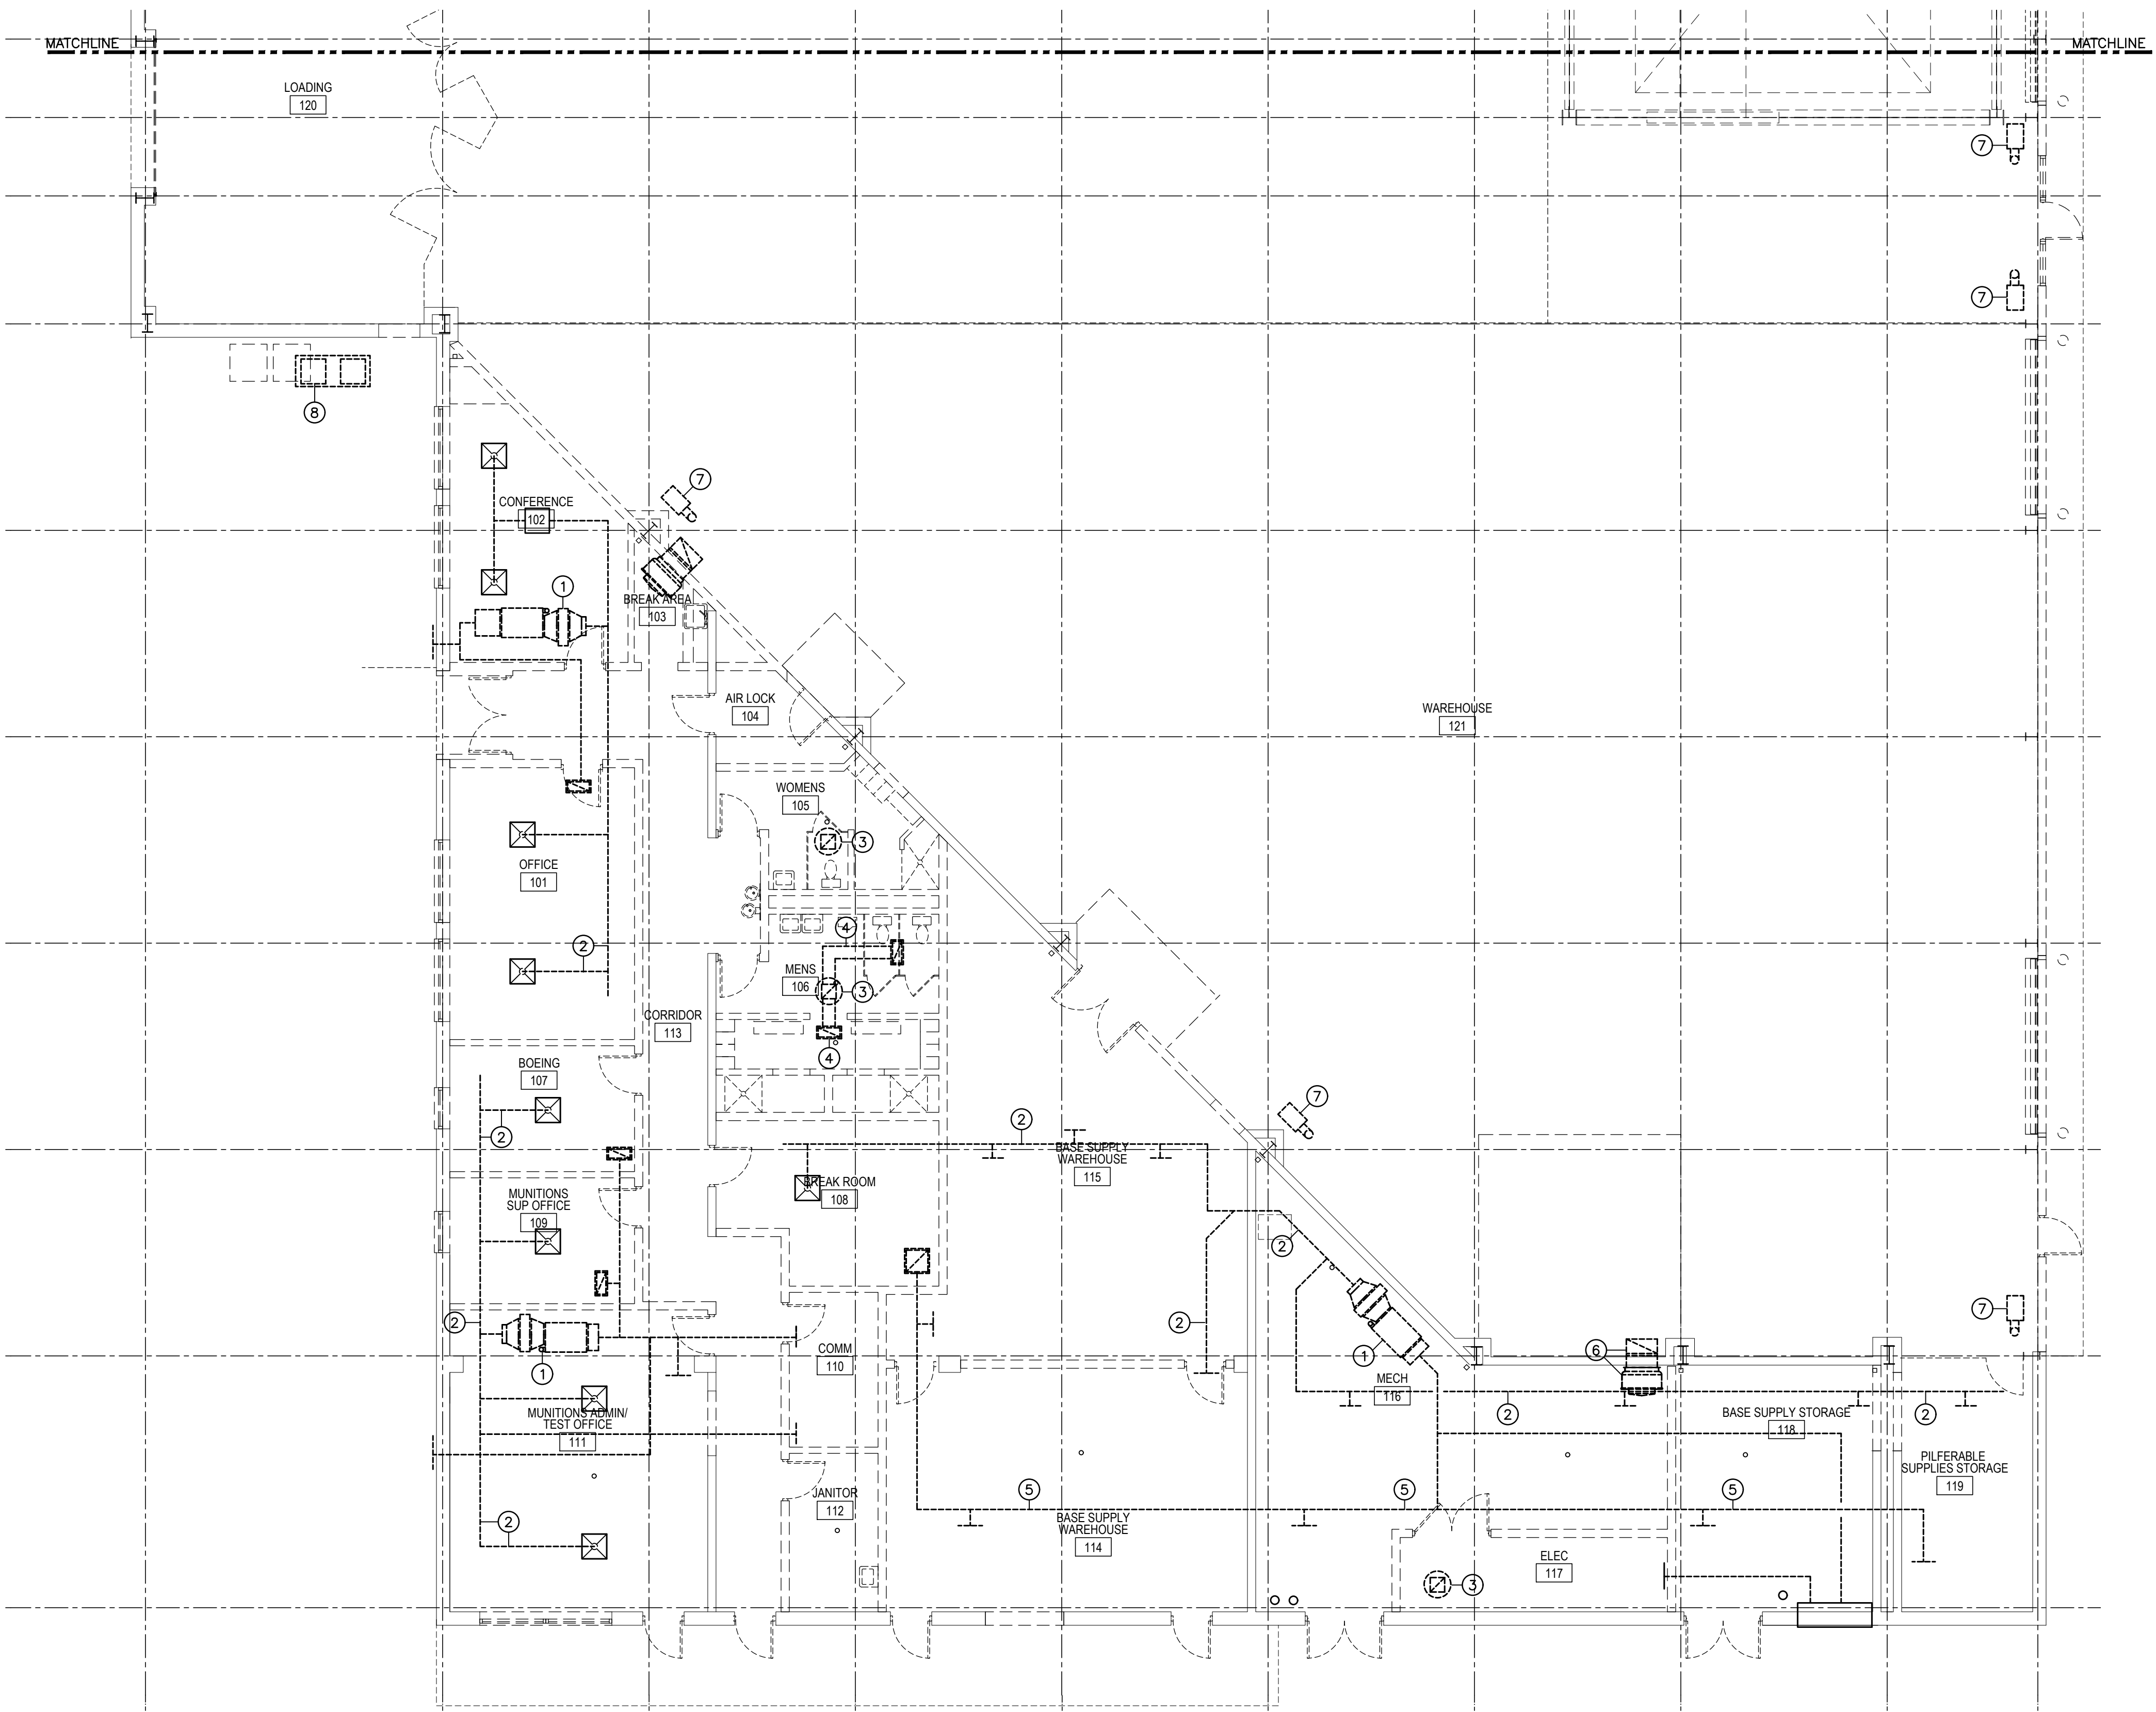 MATCHLINE
MATCHLINE
LOADING
120
7
7
8
7
CONFERENCE
102
1
BREAK AREA
103
AIR LOCK
104
WAREHOUSE
121
WOMENS
105
3
OFFICE
101
4
2
MENS
106
3
CORRIDOR
113
4
BOEING
107
7
2
2
BASE SUPPLY
WAREHOUSE
115
BREAK ROOM
108
MUNITIONS
SUP OFFICE
109
2
7
2
2
COMM
110
1
6
1
MECH
116
2
2
BASE SUPPLY STORAGE
118
MUNITIONS ADMIN/
TEST OFFICE
111
PILFERABLE
SUPPLIES STORAGE
119
JANITOR
112
5
5
5
2
BASE SUPPLY
WAREHOUSE
114
ELEC
117
3